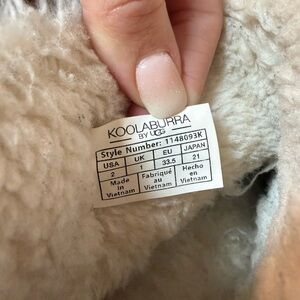 KOOLABURRA
BY UGG
Style Number: 1148093K
USA UK EU JAPAN
2 1 33.5 21
Made in Vietnam Fabriqué au Vietnam Hecho en Vietnam